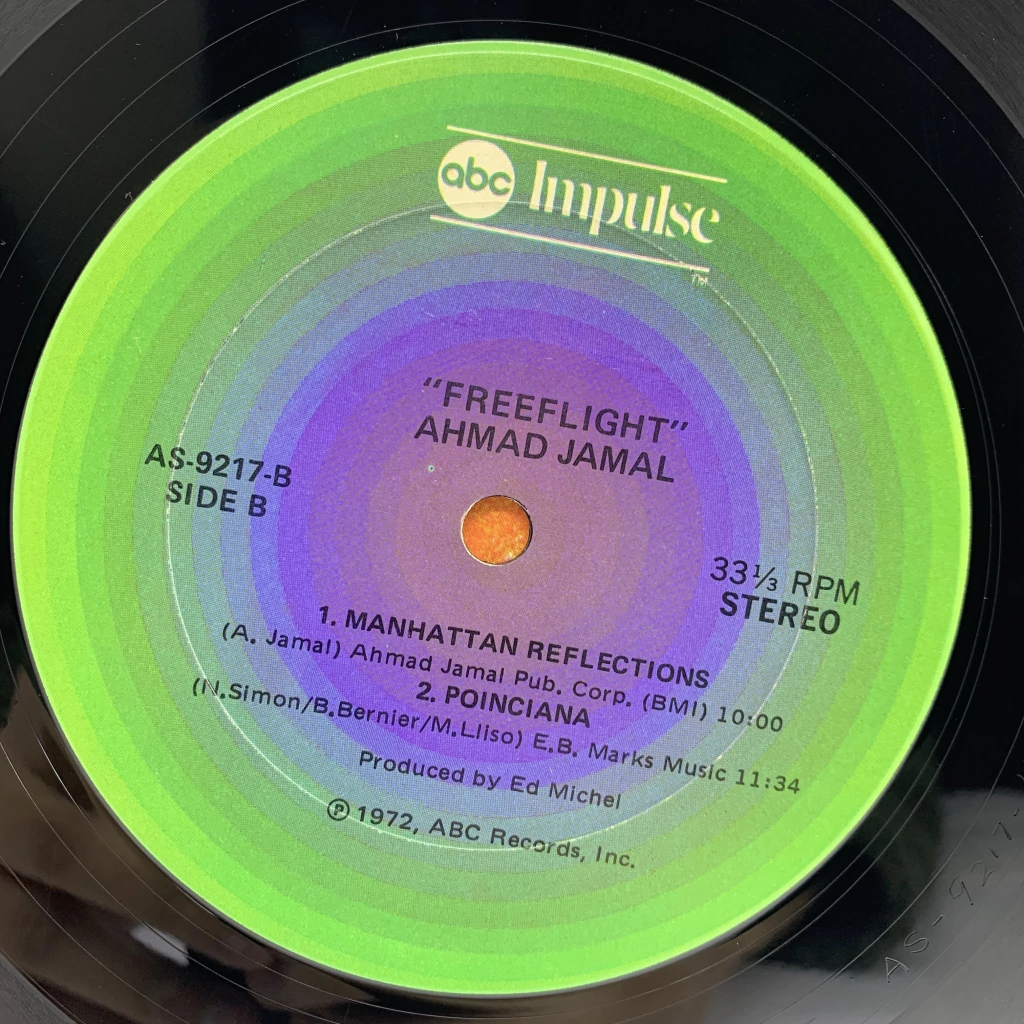 abc Impulse
TM
"FREEFLIGHT"
AHMAD JAMAL
AS-9217-B
SIDE B
33⅓ RPM
STEREO
1. MANHATTAN REFLECTIONS
(A. Jamal) Ahmad Jamal Pub. Corp. (BMI) 10:00
2. POINCIANA
(N.Simon/B.Bernier/M.Lliso) E.B. Marks Music 11:34
Produced by Ed Michel
℗ 1972, ABC Records, Inc.
AS-9217-